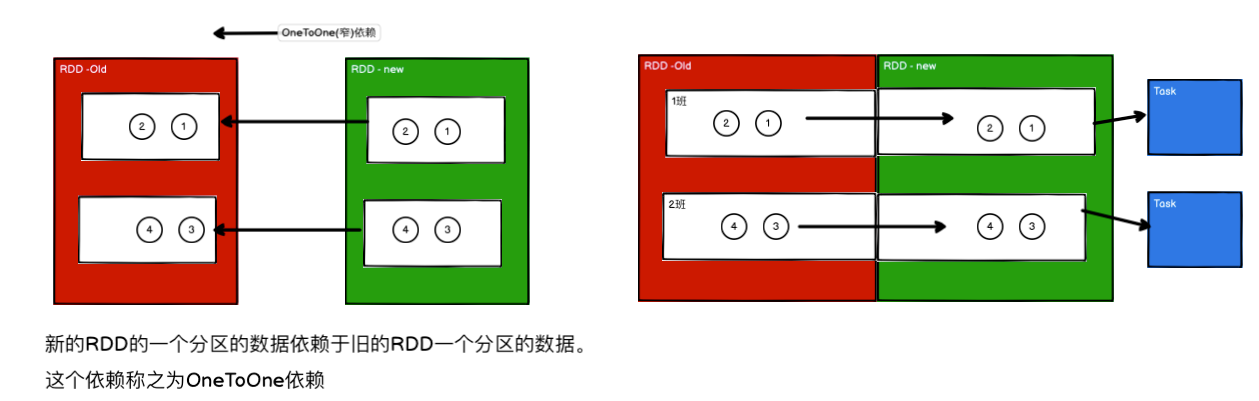 OneToOne(窄)依赖
RDD -Old
RDD - new
2 1
2 1
4 3
4 3
RDD -Old
RDD - new
Task
1班
2 1
2 1
Task
2班
4 3
4 3
新的RDD的一个分区的数据依赖于旧的RDD一个分区的数据。
这个依赖称之为OneToOne依赖